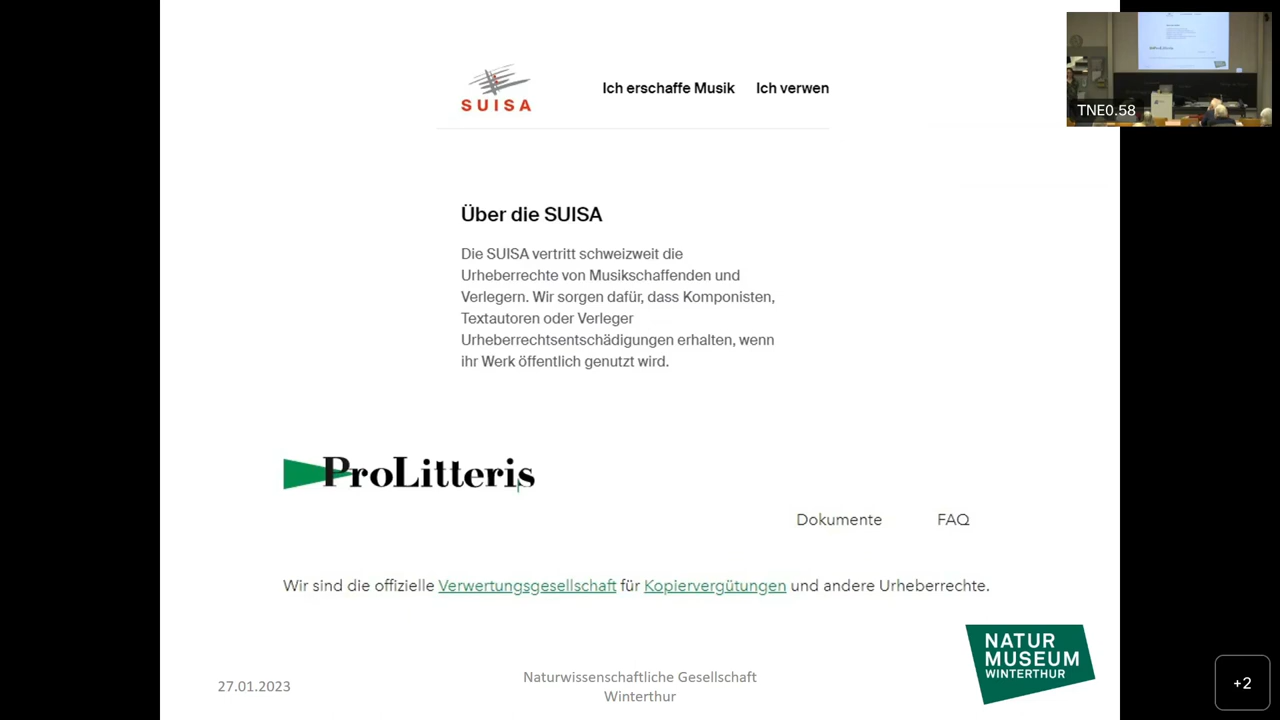 SUISA
Ich erschaffe Musik Ich verwen
TNE0.58
Über die SUISA
Die SUISA vertritt schweizweit die
Urheberrechte von Musikschaffenden und
Verlegern. Wir sorgen dafür, dass Komponisten,
Textautoren oder Verleger
Urheberrechtsentschädigungen erhalten, wenn
ihr Werk öffentlich genutzt wird.
ProLitteris
Dokumente FAQ
Wir sind die offizielle Verwertungsgesellschaft für Kopiervergütungen und andere Urheberrechte.
NATUR
MUSEUM
WINTERTHUR
27.01.2023
Naturwissenschaftliche Gesellschaft
Winterthur
+2